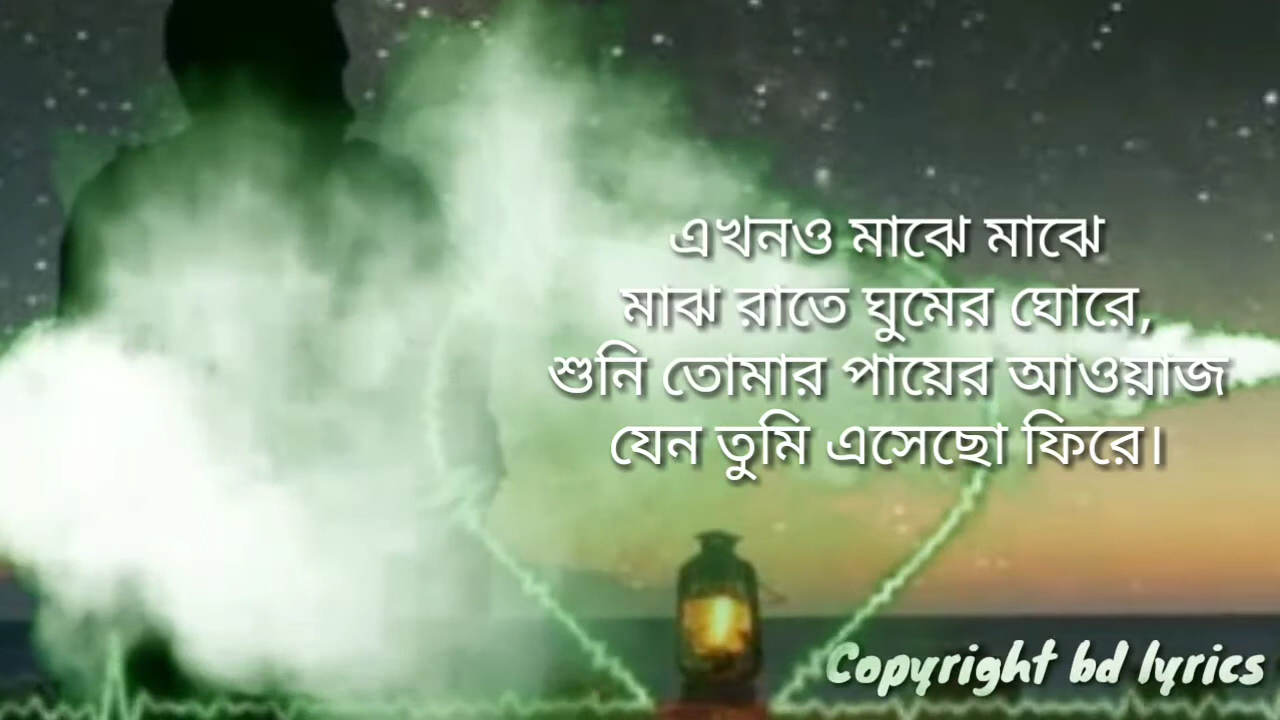 এখনও মাঝে মাঝে
মাঝ রাতে ঘুমের ঘোরে,
শুনি তোমার পায়ের আওয়াজ
যেন তুমি এসেছো ফিরে।
Copyright bd lyrics